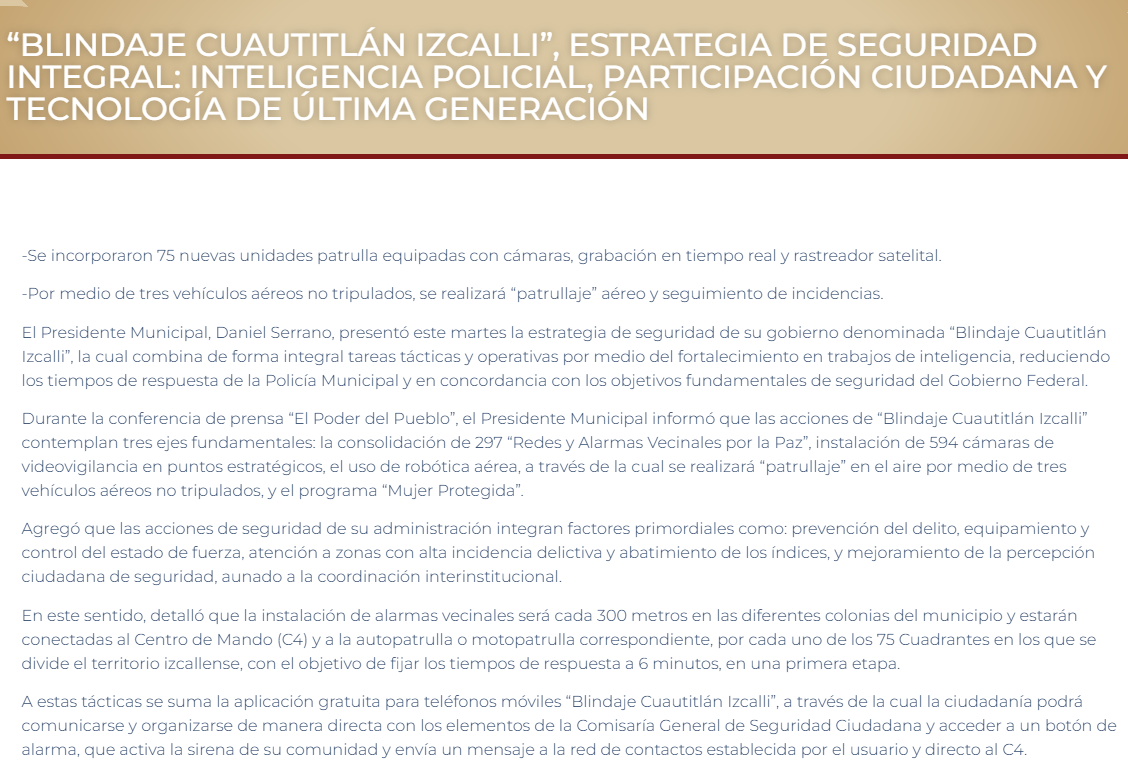 “BLINDAJE CUAUTITLÁN IZCALLI”, ESTRATEGIA DE SEGURIDAD
INTEGRAL: INTELIGENCIA POLICIAL, PARTICIPACIÓN CIUDADANA Y
TECNOLOGÍA DE ÚLTIMA GENERACIÓN
-Se incorporaron 75 nuevas unidades patrulla equipadas con cámaras, grabación en tiempo real y rastreador satelital.
-Por medio de tres vehículos aéreos no tripulados, se realizará “patrullaje” aéreo y seguimiento de incidencias.
El Presidente Municipal, Daniel Serrano, presentó este martes la estrategia de seguridad de su gobierno denominada “Blindaje Cuautitlán
Izcalli”, la cual combina de forma integral tareas tácticas y operativas por medio del fortalecimiento en trabajos de inteligencia, reduciendo
los tiempos de respuesta de la Policía Municipal y en concordancia con los objetivos fundamentales de seguridad del Gobierno Federal.
Durante la conferencia de prensa “El Poder del Pueblo”, el Presidente Municipal informó que las acciones de “Blindaje Cuautitlán Izcalli”
contemplan tres ejes fundamentales: la consolidación de 297 “Redes y Alarmas Vecinales por la Paz”, instalación de 594 cámaras de
videovigilancia en puntos estratégicos, el uso de robótica aérea, a través de la cual se realizará “patrullaje” en el aire por medio de tres
vehículos aéreos no tripulados, y el programa “Mujer Protegida”.
Agregó que las acciones de seguridad de su administración integran factores primordiales como: prevención del delito, equipamiento y
control del estado de fuerza, atención a zonas con alta incidencia delictiva y abatimiento de los índices, y mejoramiento de la percepción
ciudadana de seguridad, aunado a la coordinación interinstitucional.
En este sentido, detalló que la instalación de alarmas vecinales será cada 300 metros en las diferentes colonias del municipio y estarán
conectadas al Centro de Mando (C4) y a la autopatrulla o motopatrulla correspondiente, por cada uno de los 75 Cuadrantes en los que se
divide el territorio izcallense, con el objetivo de fijar los tiempos de respuesta a 6 minutos, en una primera etapa.
A estas tácticas se suma la aplicación gratuita para teléfonos móviles “Blindaje Cuautitlán Izcalli”, a través de la cual la ciudadanía podrá
comunicarse y organizarse de manera directa con los elementos de la Comisaría General de Seguridad Ciudadana y acceder a un botón de
alarma, que activa la sirena de su comunidad y envía un mensaje a la red de contactos establecida por el usuario y directo al C4.